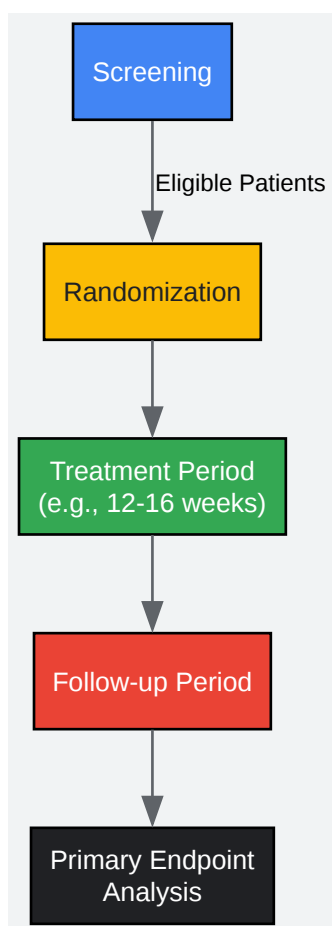 Screening
Eligible Patients
Randomization
Treatment Period
(e.g., 12-16 weeks)
Follow-up Period
Primary Endpoint
Analysis